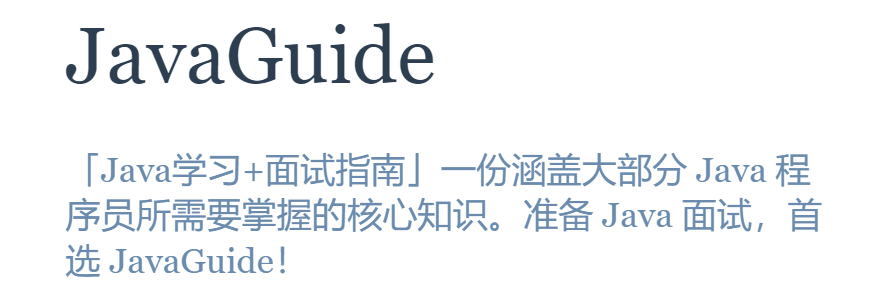 JavaGuide
「Java学习+面试指南」一份涵盖大部分 Java 程
序员所需要掌握的核心知识。准备 Java 面试，首
选 JavaGuide！